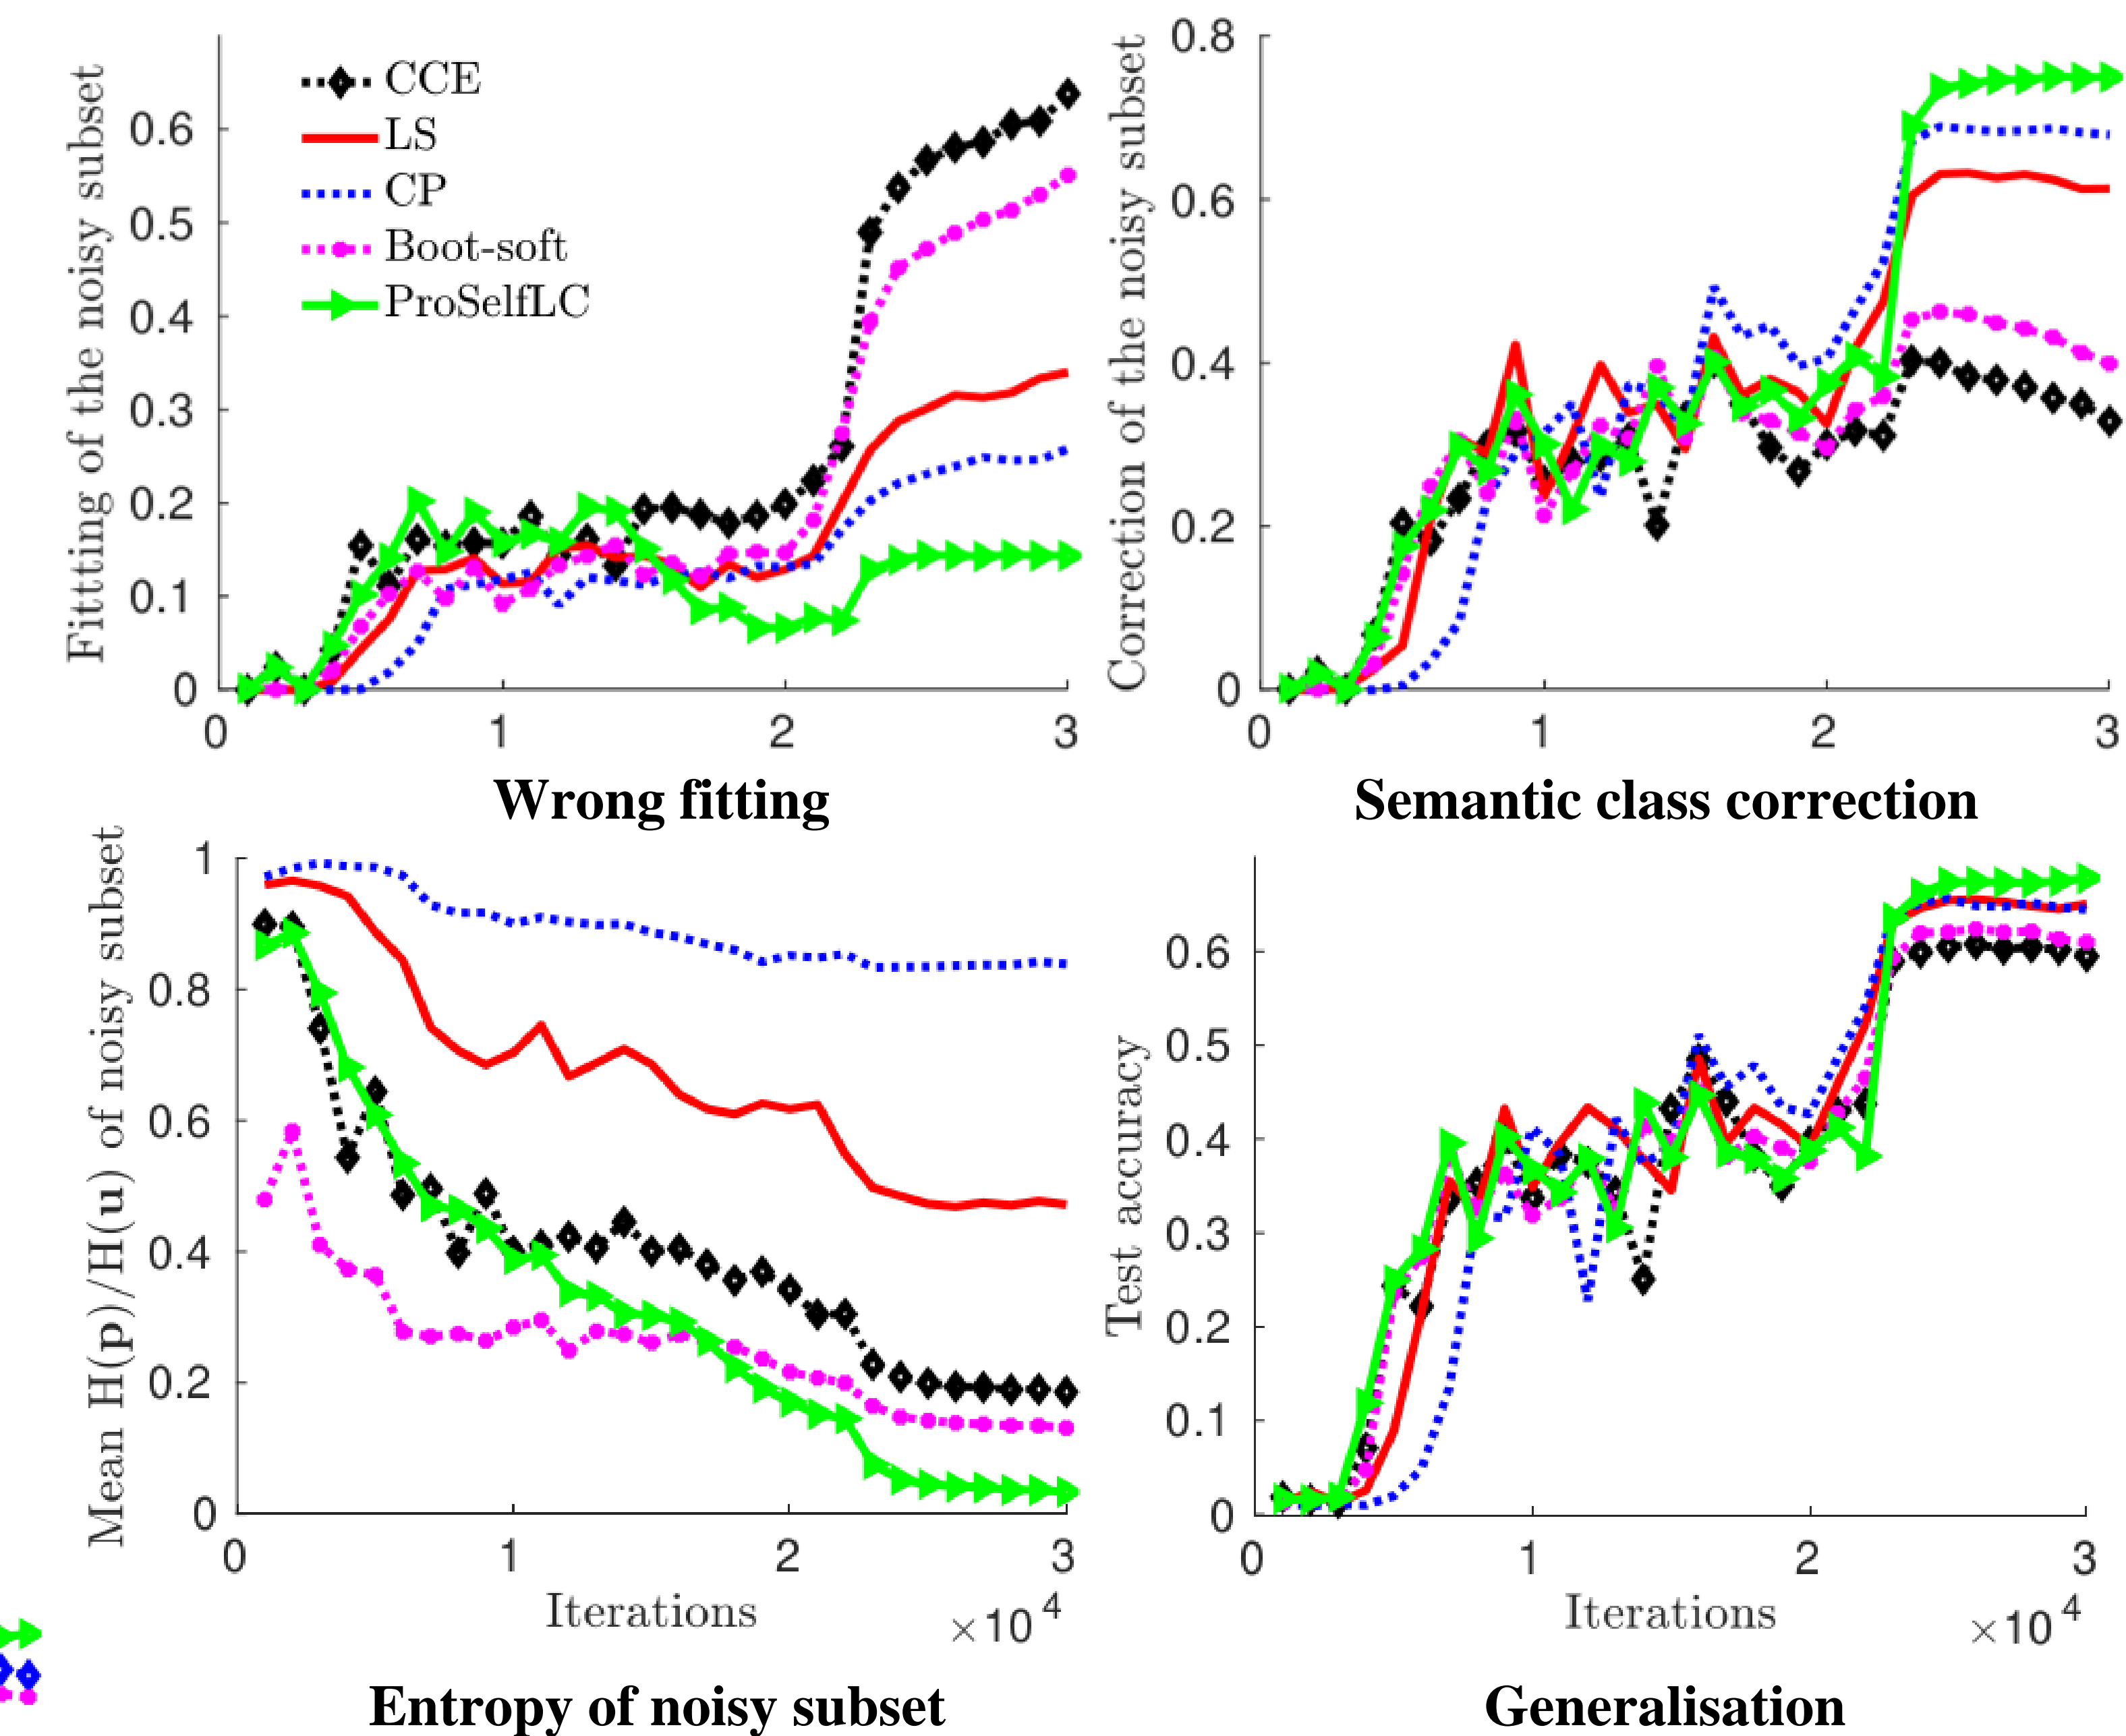 Fittting of the noisy subset
0.6
0.5
0.4
0.3
0.2
0.1
0
0
1
2
3
CCE
LS
CP
Boot-soft
ProSelfLC
Wrong fitting
Correction of the noisy subset
0.8
0.6
0.4
0.2
0
0
1
2
3
Semantic class correction
Mean H(p)/H(u) of noisy subset
1
0.8
0.6
0.4
0.2
0
0
1
2
3
Iterations
×10^4
Entropy of noisy subset
Test accuracy
0.6
0.5
0.4
0.3
0.2
0.1
0
0
1
2
3
Iterations
×10^4
Generalisation